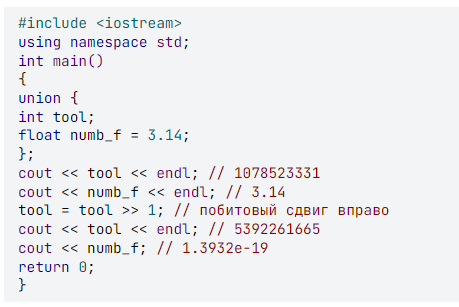 #include <iostream>
using namespace std;
int main()
{
union {
int tool;
float numb_f = 3.14;
};
cout << tool << endl; // 1078523331
cout << numb_f << endl; // 3.14
tool = tool >> 1; // побитовый сдвиг вправо
cout << tool << endl; // 5392261665
cout << numb_f; // 1.3932e-19
return 0;
}